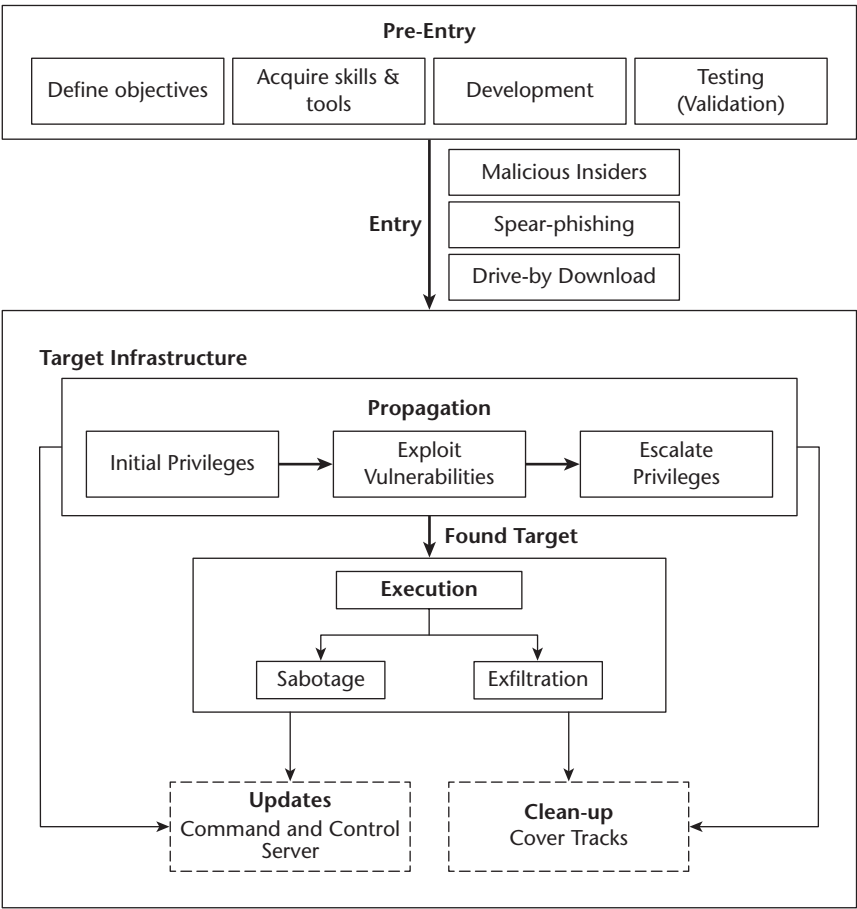 Pre-Entry
Define objectives
Acquire skills &
tools
Development
Testing
(Validation)
Entry
Malicious Insiders
Spear-phishing
Drive-by Download
Target Infrastructure
Propagation
Initial Privileges
Exploit
Vulnerabilities
Escalate
Privileges
Found Target
Execution
Sabotage
Exfiltration
Updates
Command and Control
Server
Clean-up
Cover Tracks